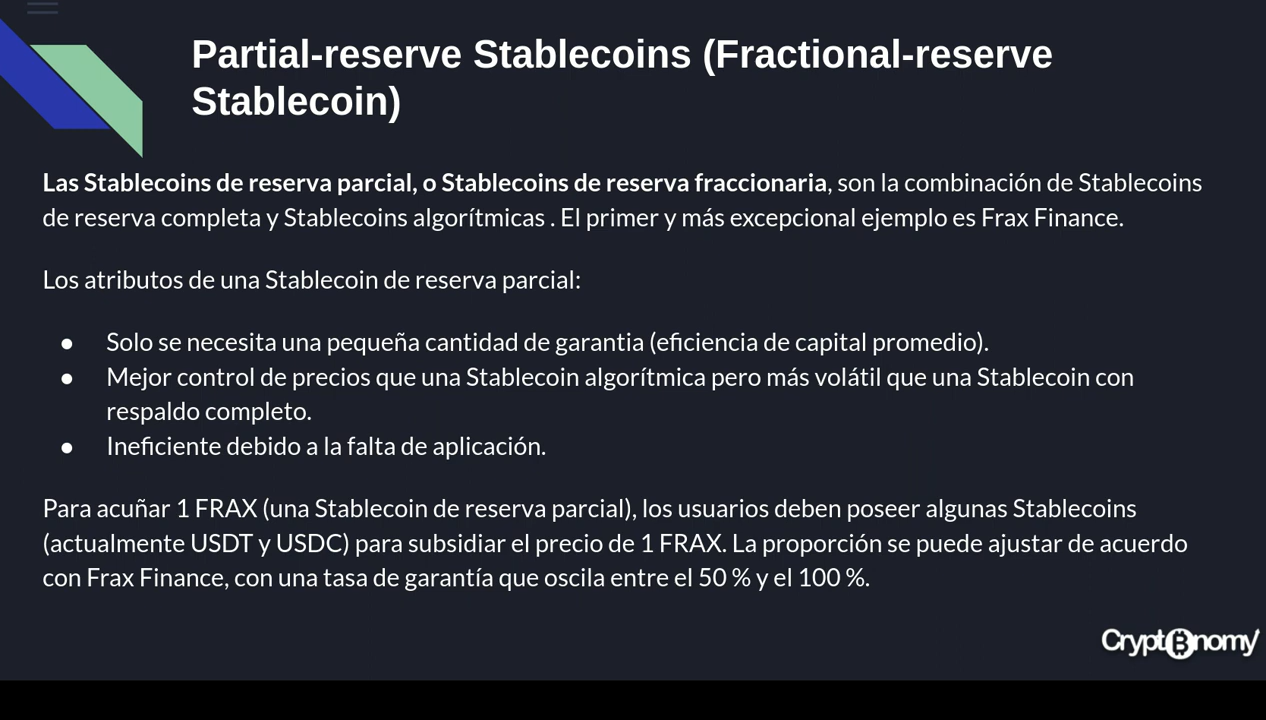 Partial-reserve Stablecoins (Fractional-reserve
Stablecoin)
Las Stablecoins de reserva parcial, o Stablecoins de reserva fraccionaria, son la combinación de Stablecoins
de reserva completa y Stablecoins algorítmicas . El primer y más excepcional ejemplo es Frax Finance.
Los atributos de una Stablecoin de reserva parcial:
● Solo se necesita una pequeña cantidad de garantia (eficiencia de capital promedio).
● Mejor control de precios que una Stablecoin algorítmica pero más volátil que una Stablecoin con
respaldo completo.
● Ineficiente debido a la falta de aplicación.
Para acuñar 1 FRAX (una Stablecoin de reserva parcial), los usuarios deben poseer algunas Stablecoins
(actualmente USDT y USDC) para subsidiar el precio de 1 FRAX. La proporción se puede ajustar de acuerdo
con Frax Finance, con una tasa de garantía que oscila entre el 50 % y el 100 %.
Crypt₿nomy